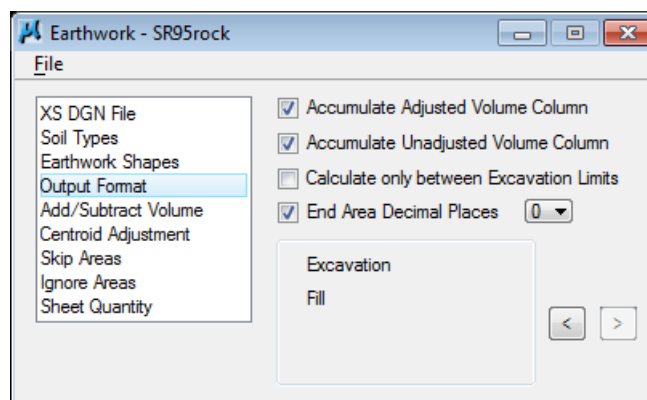 Earthwork - SR95rock
File
XS DGN File
Soil Types
Earthwork Shapes
Output Format
Add/Subtract Volume
Centroid Adjustment
Skip Areas
Ignore Areas
Sheet Quantity
Accumulate Adjusted Volume Column
Accumulate Unadjusted Volume Column
Calculate only between Excavation Limits
End Area Decimal Places 0
Excavation
Fill
< >